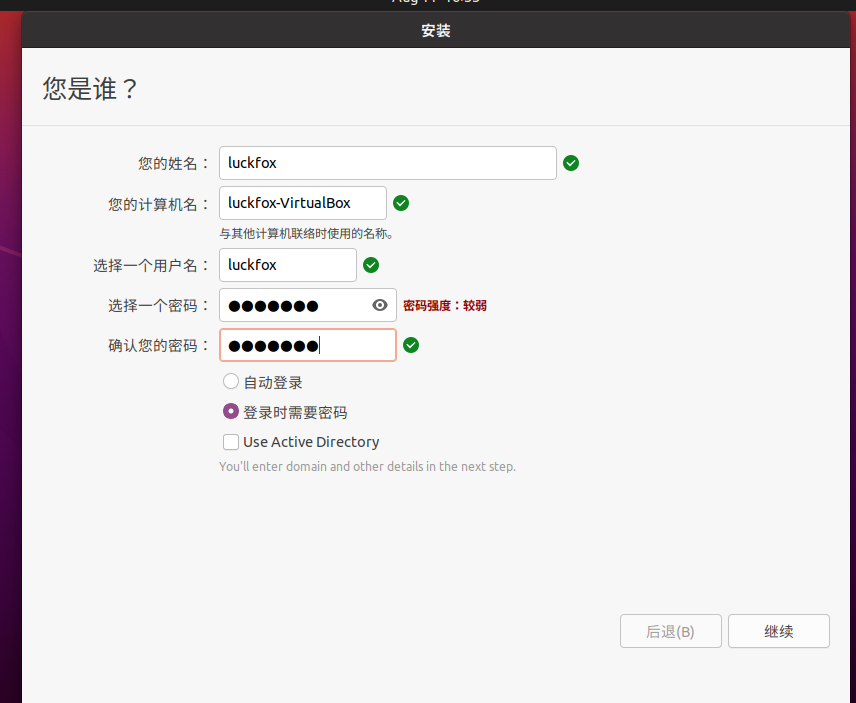 安装
您是谁？
您的姓名： luckfox
您的计算机名： luckfox-VirtualBox
与其他计算机联络时使用的名称。
选择一个用户名： luckfox
选择一个密码： ●●●●●●● 密码强度：较弱
确认您的密码： ●●●●●●●
自动登录
登录时需要密码
Use Active Directory
You'll enter domain and other details in the next step.
后退(B) 继续